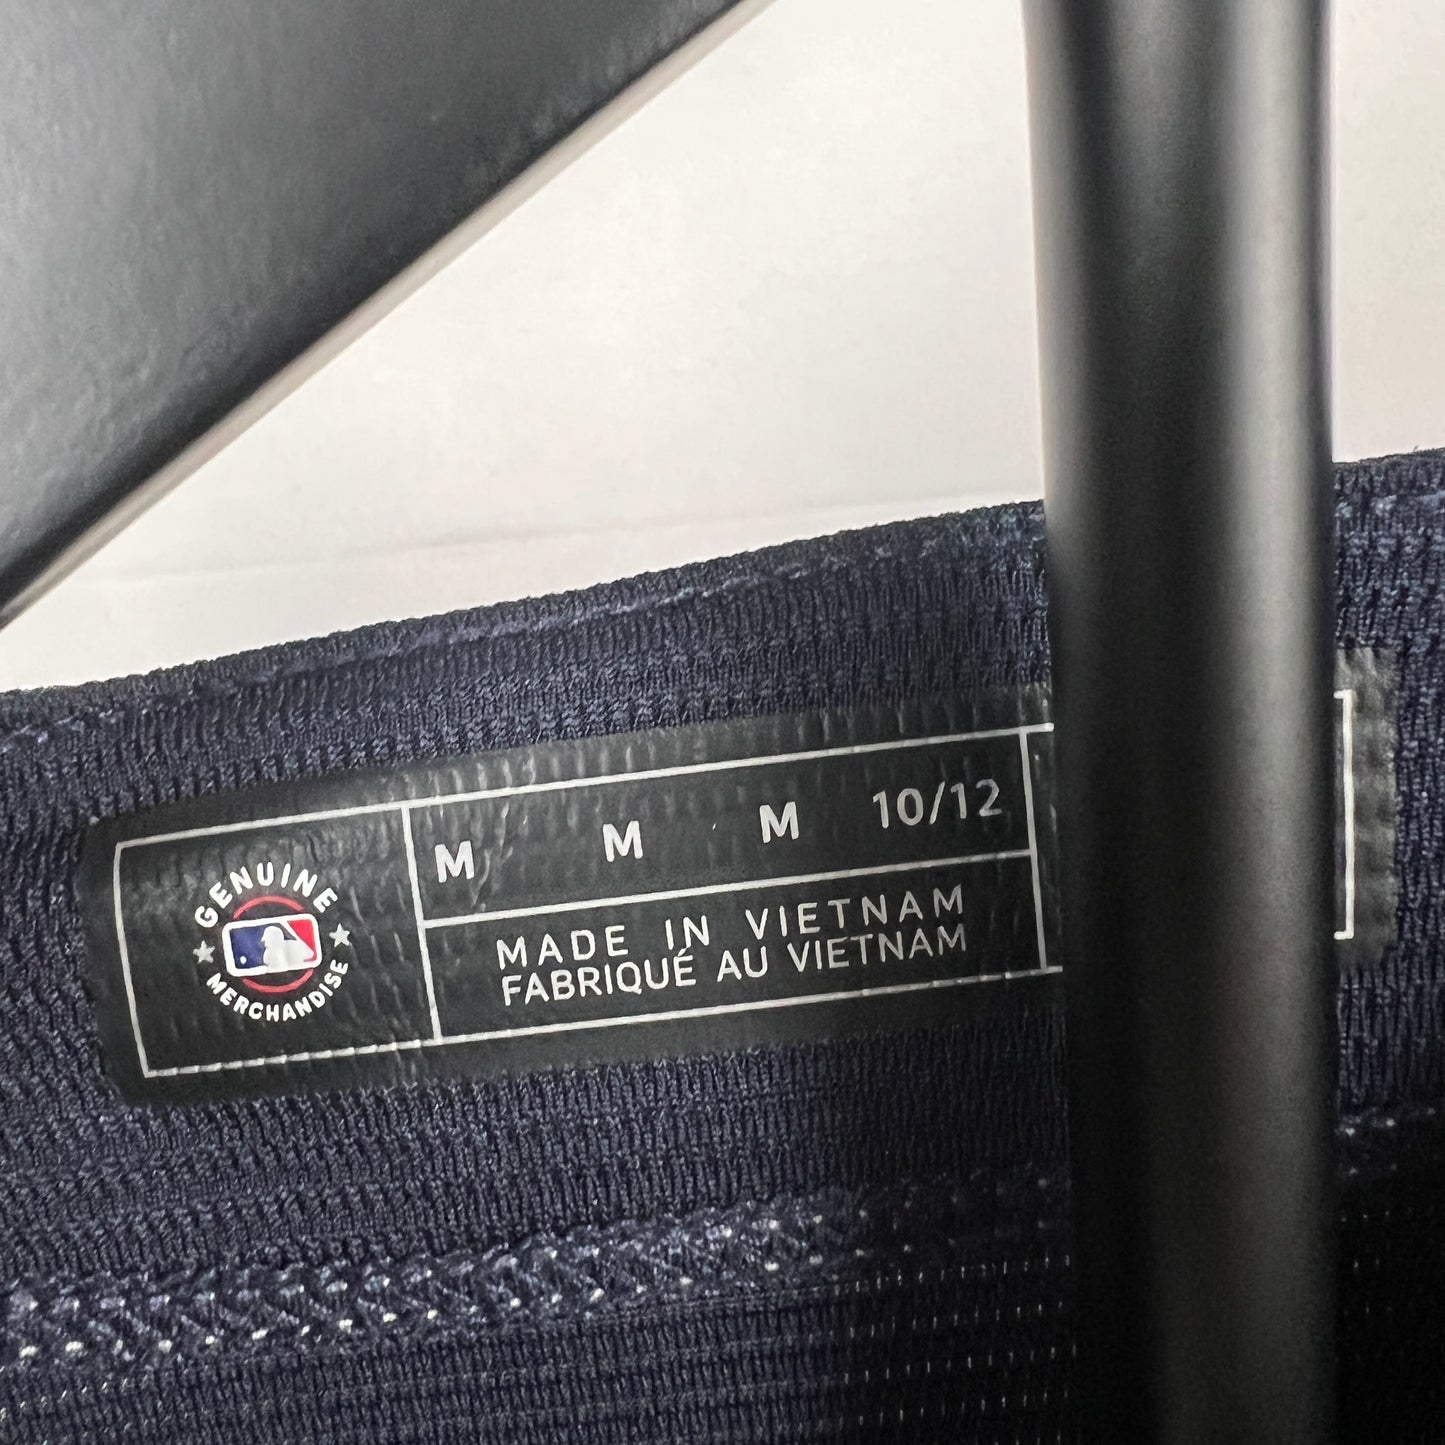 GENUINE
MERCHANDISE
M M M 10/12
MADE IN VIETNAM
FABRIQUÉ AU VIETNAM